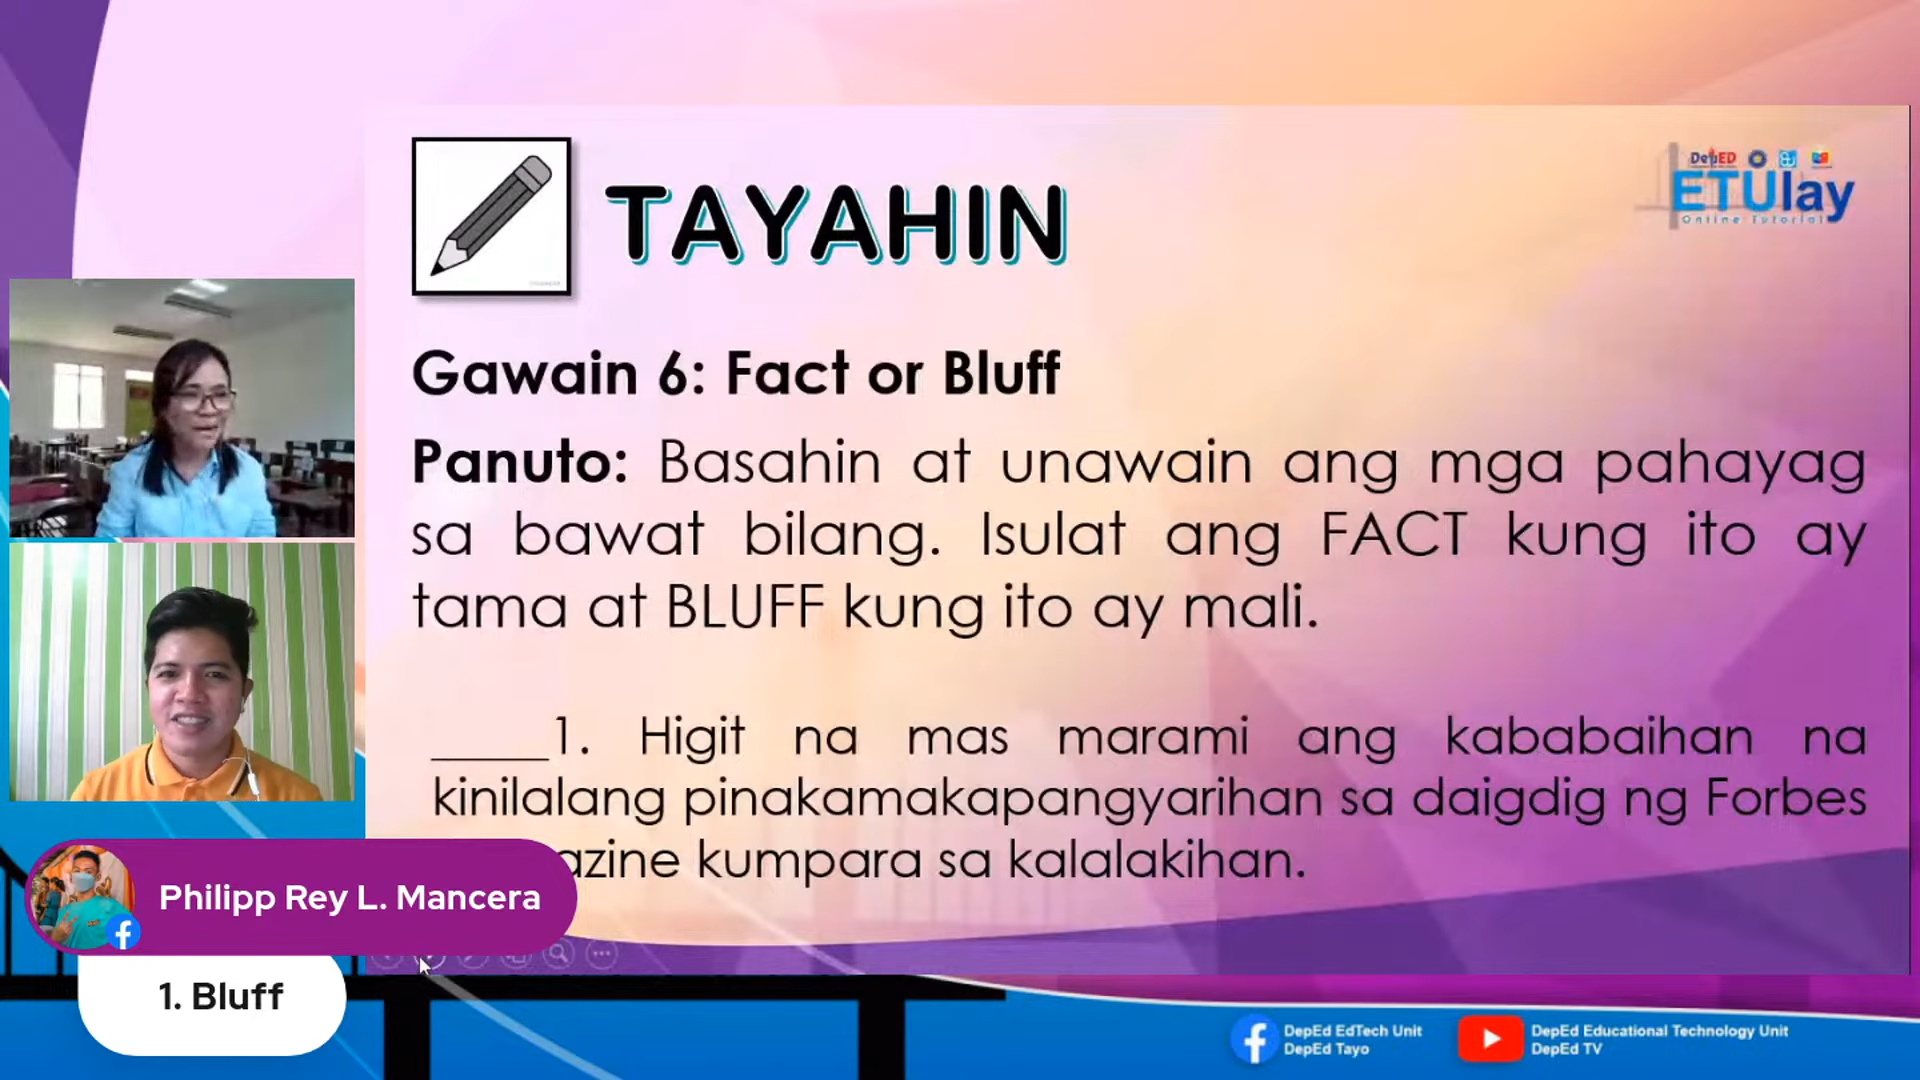 DepED
ETUlay
Online Tutorial
TAYAHIN
Gawain 6: Fact or Bluff
Panuto: Basahin at unawain ang mga pahayag
sa bawat bilang. Isulat ang FACT kung ito ay
tama at BLUFF kung ito ay mali.
_____1. Higit na mas marami ang kababaihan na
kinilalang pinakamakapangyarihan sa daigdig ng Forbes
azine kumpara sa kalalakihan.
Philipp Rey L. Mancera
1. Bluff
DepEd EdTech Unit
DepEd Tayo
DepEd Educational Technology Unit
DepEd TV